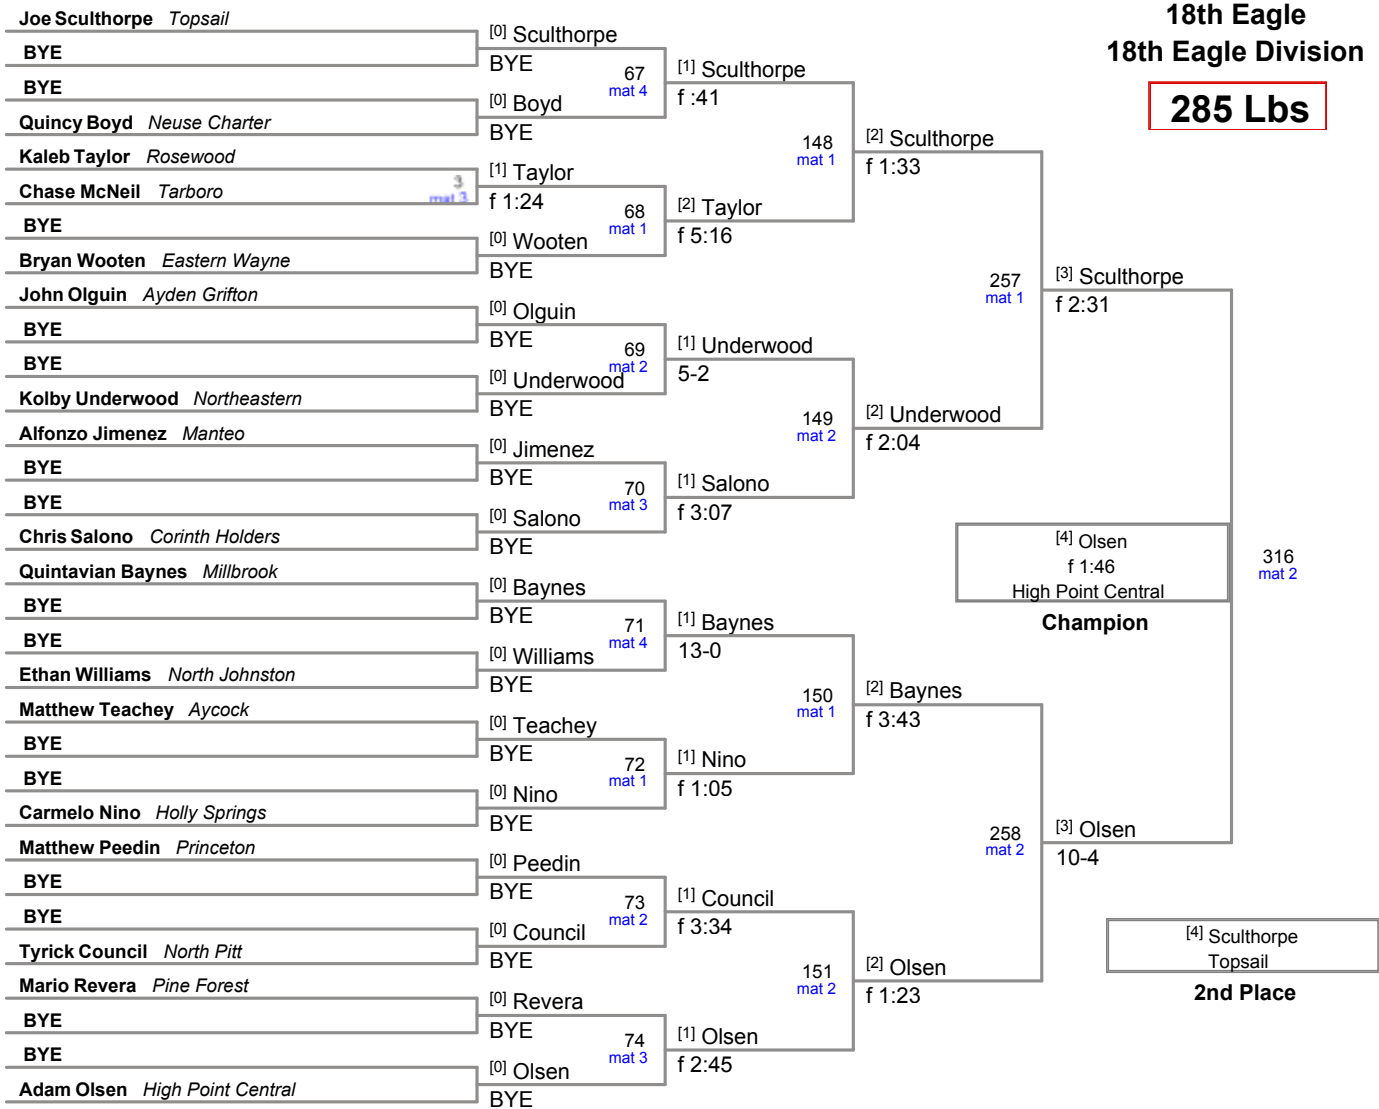 18th Eagle
18th Eagle Division
285 Lbs
Joe Sculthorpe Topsail
BYE
BYE
Quincy Boyd Neuse Charter
Kaleb Taylor Rosewood
Chase McNeil Tarboro
BYE
Bryan Wooten Eastern Wayne
John Olguin Ayden Grifton
BYE
BYE
Kolby Underwood Northeastern
Alfonzo Jimenez Manteo
BYE
BYE
Chris Salono Corinth Holders
Quintavian Baynes Millbrook
BYE
BYE
Ethan Williams North Johnston
Matthew Teachey Aycock
BYE
BYE
Carmelo Nino Holly Springs
Matthew Peedin Princeton
BYE
BYE
Tyrick Council North Pitt
Mario Revera Pine Forest
BYE
BYE
Adam Olsen High Point Central
3
mat 3
[0] Sculthorpe
BYE
67
mat 4
[0] Boyd
BYE
[1] Taylor
f 1:24
68
mat 1
[0] Wooten
BYE
[0] Olguin
BYE
69
mat 2
[0] Underwood
BYE
[0] Jimenez
BYE
70
mat 3
[0] Salono
BYE
[0] Baynes
BYE
71
mat 4
[0] Williams
BYE
[0] Teachey
BYE
72
mat 1
[0] Nino
BYE
[0] Peedin
BYE
73
mat 2
[0] Council
BYE
[0] Revera
BYE
74
mat 3
[0] Olsen
BYE
[1] Sculthorpe
f :41
148
mat 1
[2] Taylor
f 5:16
[1] Underwood
5-2
149
mat 2
[1] Salono
f 3:07
[1] Baynes
13-0
150
mat 1
[1] Nino
f 1:05
[1] Council
f 3:34
151
mat 2
[1] Olsen
f 2:45
[2] Sculthorpe
f 1:33
257
mat 1
[2] Underwood
f 2:04
[2] Baynes
f 3:43
258
mat 2
[2] Olsen
f 1:23
[3] Sculthorpe
f 2:31
316
mat 2
[3] Olsen
10-4
[4] Olsen
f 1:46
High Point Central
Champion
[4] Sculthorpe
Topsail
2nd Place